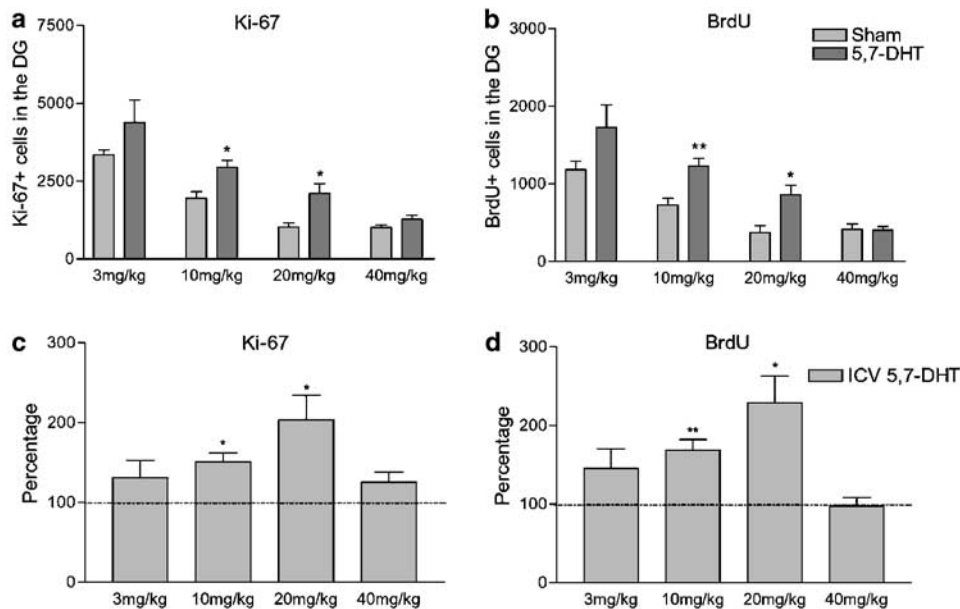 a
Ki-67
Ki-67+ cells in the DG
7500
5000
2500
0
*
*
3mg/kg 10mg/kg 20mg/kg 40mg/kg
b
BrdU
BrdU+ cells in the DG
3000
2000
1000
0
Sham
5,7-DHT
**
*
3mg/kg 10mg/kg 20mg/kg 40mg/kg
c
Ki-67
Percentage
300
200
100
0
*
*
3mg/kg 10mg/kg 20mg/kg 40mg/kg
d
BrdU
Percentage
300
200
100
0
ICV 5,7-DHT
**
*
3mg/kg 10mg/kg 20mg/kg 40mg/kg